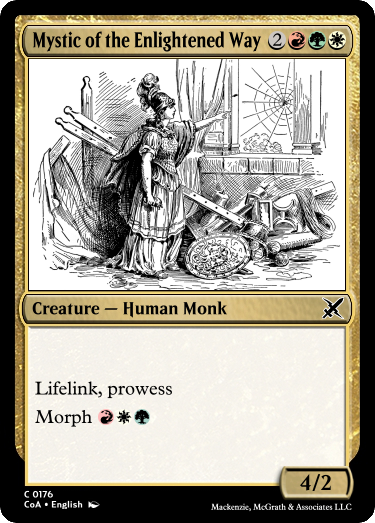 Mystic of the Enlightened Way 2
Creature — Human Monk
Lifelink, prowess
Morph
4/2
C 0176
CoA • English
Mackenzie, McGrath & Associates LLC